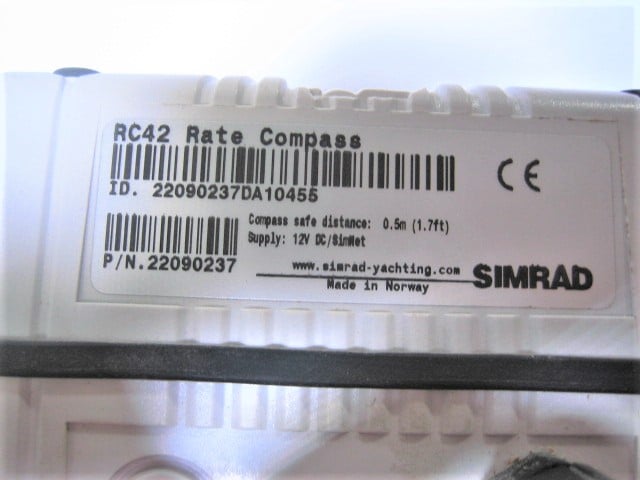 RC42 Rate Compass
CE
ID. 22090237DA10455
Compass safe distance: 0.5m (1.7ft)
Supply: 12V DC/SimNet
P/N.22090237
www.simrad-yachting.com
SIMRAD
Made in Norway